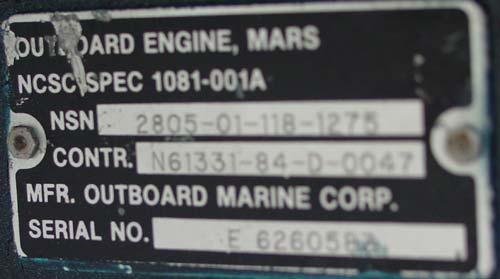 OUTBOARD ENGINE, MARS
NCSC SPEC 1081-001A
NSN 2805-01-118-1275
CONTR. N61331-84-D-0047
MFR. OUTBOARD MARINE CORP.
SERIAL NO. E